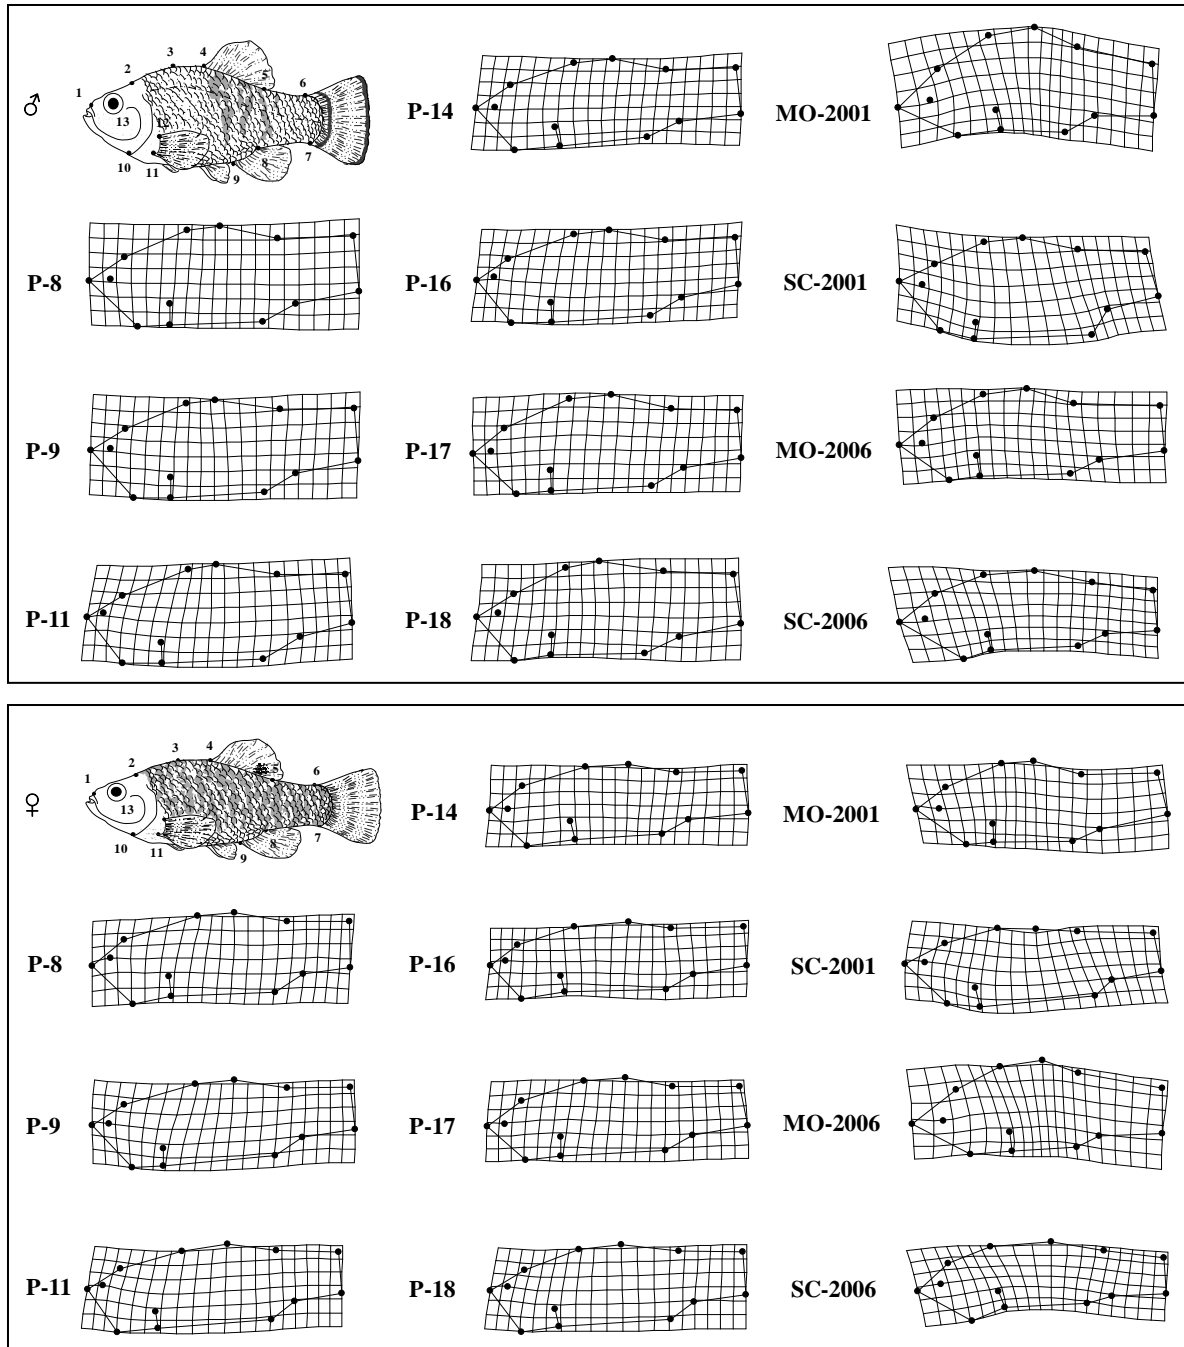 ♂
1 2 3 4 5 6 7 8 9 10 11 12 13
P-14
MO-2001
P-8
P-16
SC-2001
P-9
P-17
MO-2006
P-11
P-18
SC-2006
♀
1 2 3 4 5 6 7 8 9 10 11 13
P-14
MO-2001
P-8
P-16
SC-2001
P-9
P-17
MO-2006
P-11
P-18
SC-2006